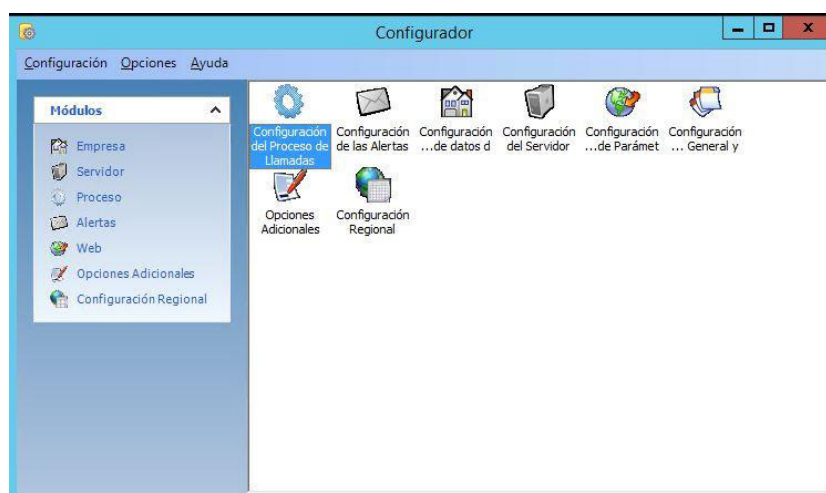 Configurador
Configuración Opciones Ayuda
Módulos
Empresa
Servidor
Proceso
Alertas
Web
Opciones Adicionales
Configuración Regional
Configuración
del Proceso de
Llamadas
Configuración
de las Alertas
Configuración
...de datos d
Configuración
del Servidor
Configuración
...de Parámet
Configuración
... General y
Opciones
Adicionales
Configuración
Regional